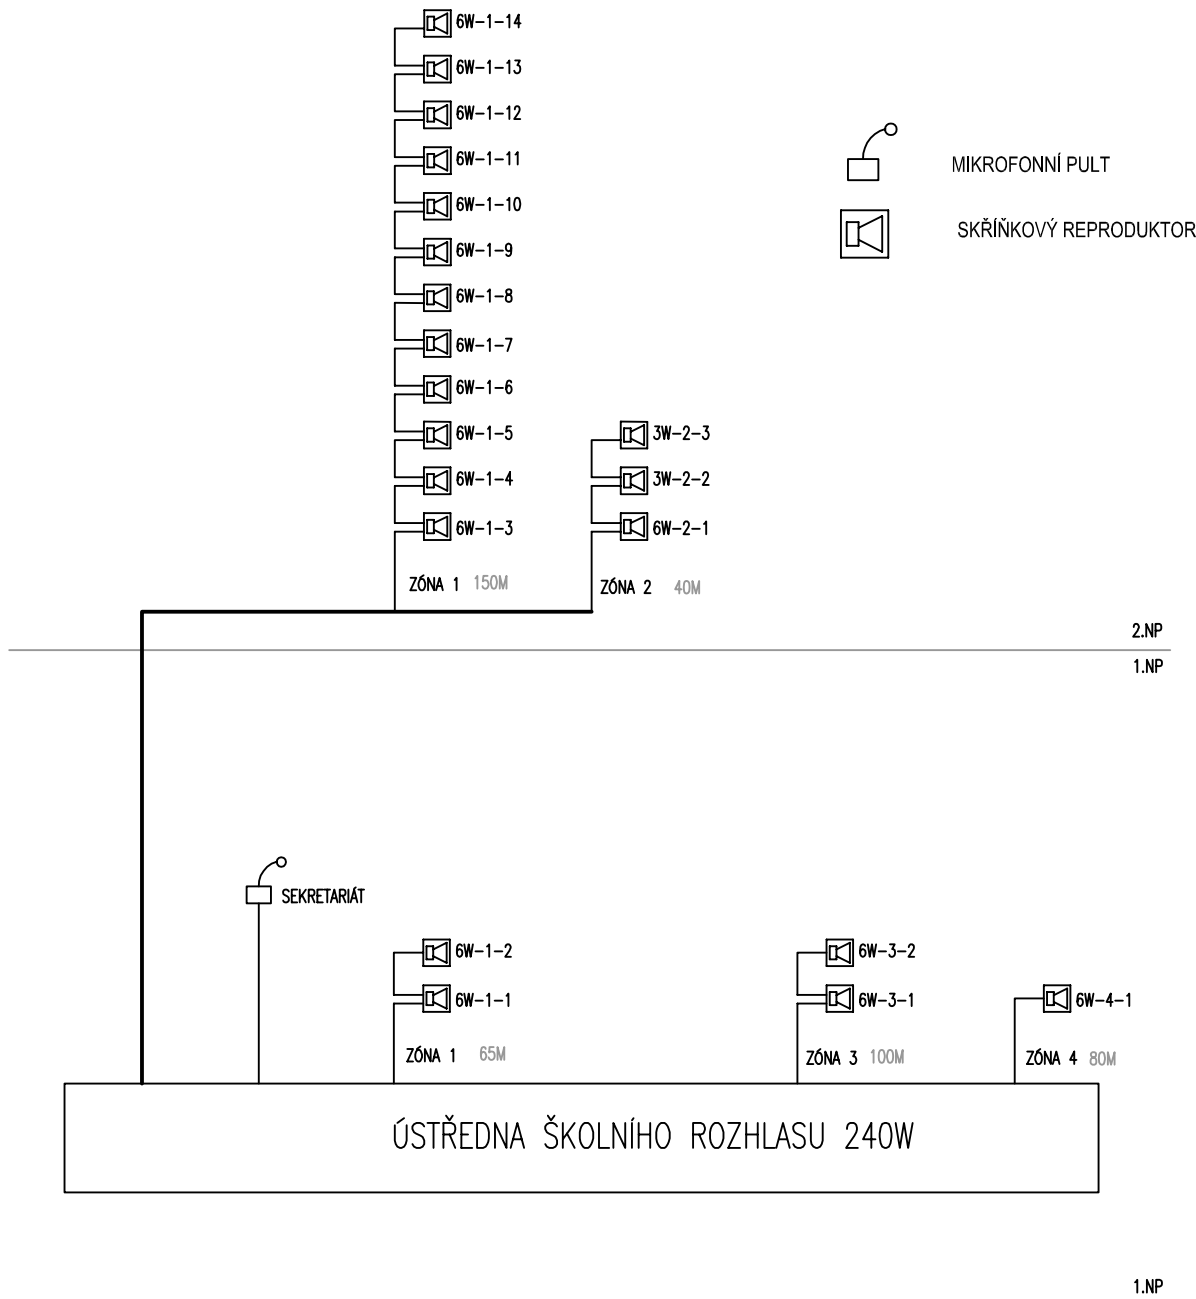 6W-1-14
6W-1-13
6W-1-12
6W-1-11
6W-1-10
6W-1-9
6W-1-8
6W-1-7
6W-1-6
6W-1-5
6W-1-4
6W-1-3
ZÓNA 1 150M
3W-2-3
3W-2-2
6W-2-1
ZÓNA 2 40M
MIKROFONNÍ PULT
SKŘÍŇKOVÝ REPRODUKTOR
2.NP
1.NP
SEKRETARIÁT
6W-1-2
6W-1-1
ZÓNA 1 65M
6W-3-2
6W-3-1
ZÓNA 3 100M
6W-4-1
ZÓNA 4 80M
ÚSTŘEDNA ŠKOLNÍHO ROZHLASU 240W
1.NP